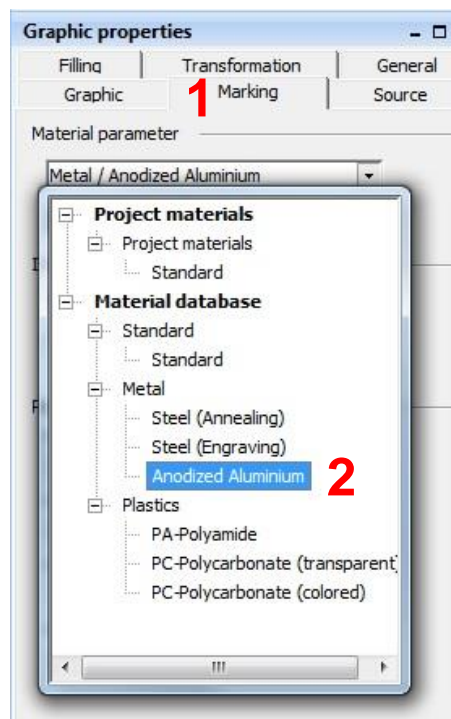 Graphic properties
Filling Transformation General
Graphic 1 Marking Source
Material parameter
Metal / Anodized Aluminium
Project materials
Project materials
Standard
Material database
Standard
Standard
Metal
Steel (Annealing)
Steel (Engraving)
Anodized Aluminium 2
Plastics
PA-Polyamide
PC-Polycarbonate (transparent)
PC-Polycarbonate (colored)